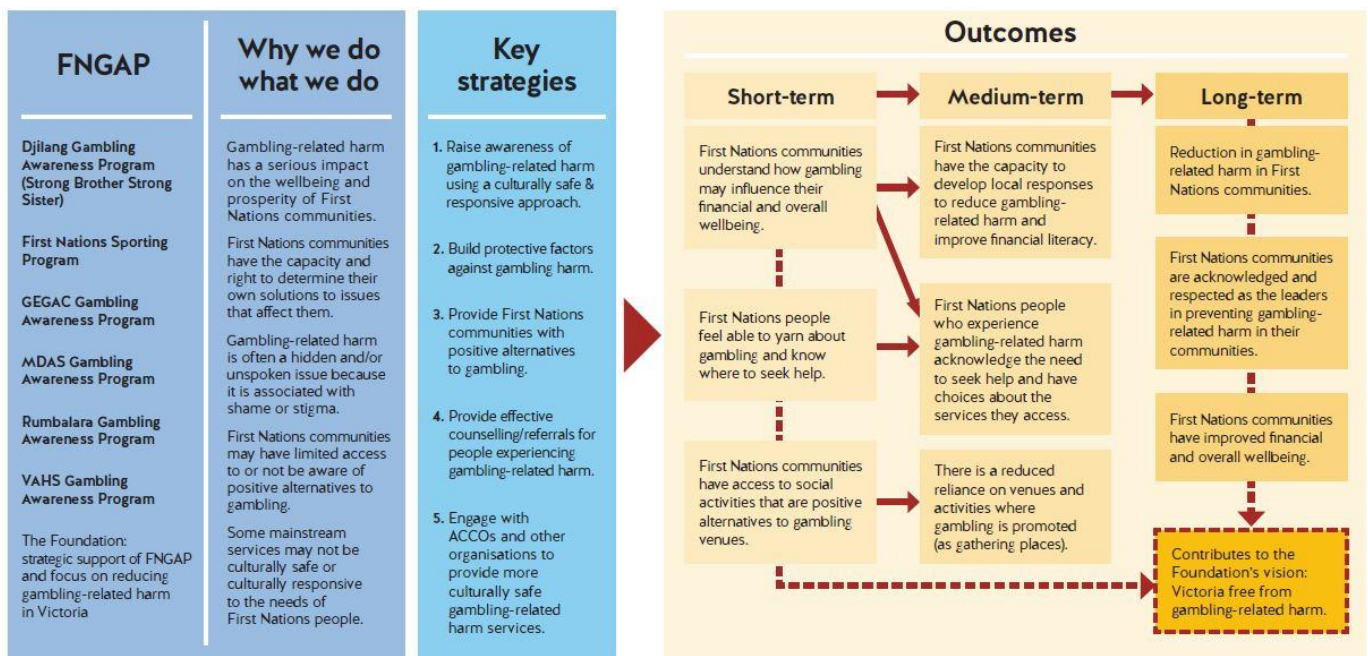 FNGAP
Djilang Gambling
Awareness Program
(Strong Brother Strong
Sister)
First Nations Sporting
Program
GEGAC Gambling
Awareness Program
MDAS Gambling
Awareness Program
Rumbalara Gambling
Awareness Program
VAHS Gambling
Awareness Program
The Foundation:
strategic support of FNGAP
and focus on reducing
gambling-related harm
in Victoria
Why we do
what we do
Gambling-related harm
has a serious impact
on the wellbeing and
prosperity of First
Nations communities.
First Nations communities
have the capacity and
right to determine their
own solutions to issues
that affect them.
Gambling-related harm
is often a hidden and/or
unspoken issue because
it is associated with
shame or stigma.
First Nations communities
may have limited access
to or not be aware of
positive alternatives to
gambling.
Some mainstream
services may not be
culturally safe or
culturally responsive
to the needs of
First Nations people.
Key
strategies
1. Raise awareness of
gambling-related harm
using a culturally safe &
responsive approach.
2. Build protective factors
against gambling harm.
3. Provide First Nations
communities with
positive alternatives
to gambling.
4. Provide effective
counselling/referrals for
people experiencing
gambling-related harm.
5. Engage with
ACCOs and other
organisations to
provide more
culturally safe
gambling-related
harm services.
Outcomes
Short-term
First Nations communities
understand how gambling
may influence their
financial and overall
wellbeing.
First Nations people
feel able to yarn about
gambling and know
where to seek help.
First Nations communities
have access to social
activities that are positive
alternatives to gambling
venues.
Medium-term
First Nations communities
have the capacity to
develop local responses
to reduce gambling-
related harm and
improve financial literacy.
First Nations people
who experience
gambling-related harm
acknowledge the need
to seek help and have
choices about the
services they access.
There is a reduced
reliance on venues and
activities where
gambling is promoted
(as gathering places).
Long-term
Reduction in gambling-
related harm in First
Nations communities.
First Nations communities
are acknowledged and
respected as the leaders
in preventing gambling-
related harm in their
communities.
First Nations communities
have improved financial
and overall wellbeing.
Contributes to the
Foundation's vision:
Victoria free from
gambling-related harm.